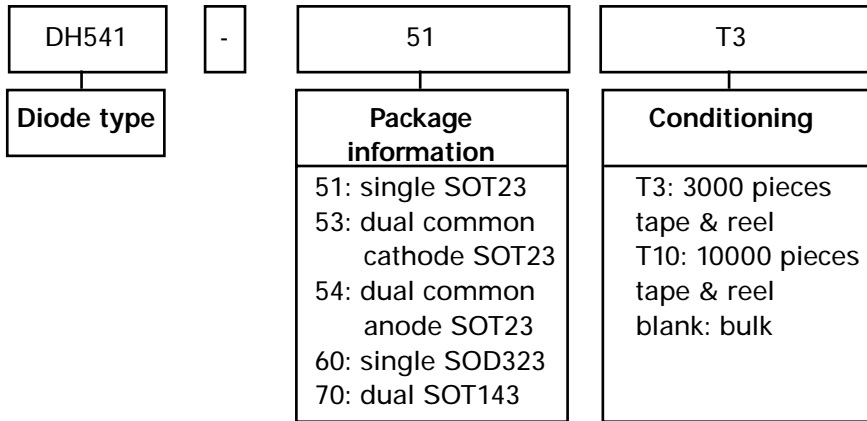 DH541 - 51 T3
Diode type
Package
information
Conditioning
51: single SOT23
53: dual common
cathode SOT23
54: dual common
anode SOT23
60: single SOD323
70: dual SOT143
T3: 3000 pieces
tape & reel
T10: 10000 pieces
tape & reel
blank: bulk